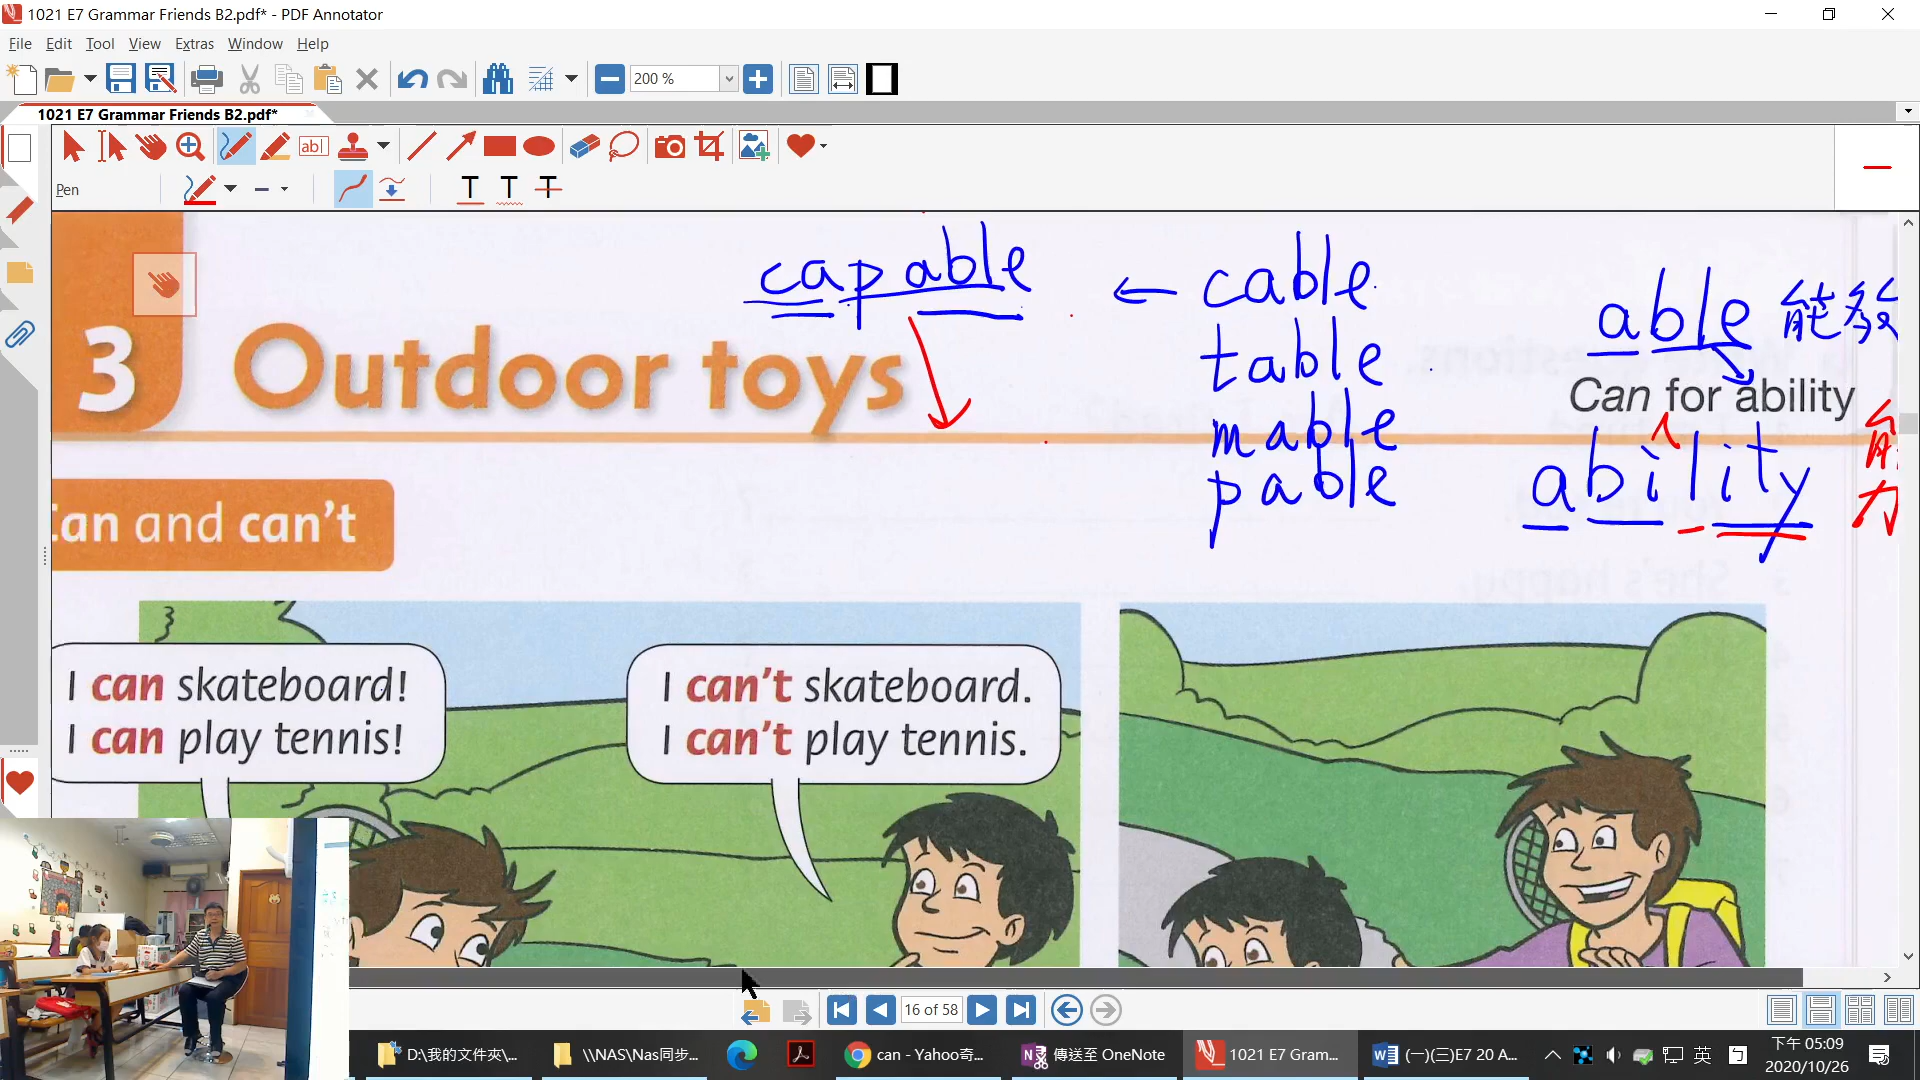 1021 E7 Grammar Friends B2.pdf* - PDF Annotator
File Edit Tool View Extras Window Help
200 %
1021 E7 Grammar Friends B2.pdf*
Pen
capable
← cable
table
mable
pable
able 能
3 Outdoor toys
Can for ability
ability
力
an and can't
I can skateboard!
I can play tennis!
I can't skateboard.
I can't play tennis.
16 of 58
D:\我的文件夾\...
\\NAS\Nas同步...
can - Yahoo奇...
傳送至 OneNote
1021 E7 Gram...
(一)(三)E7 20 A...
英
下午 05:09
2020/10/26